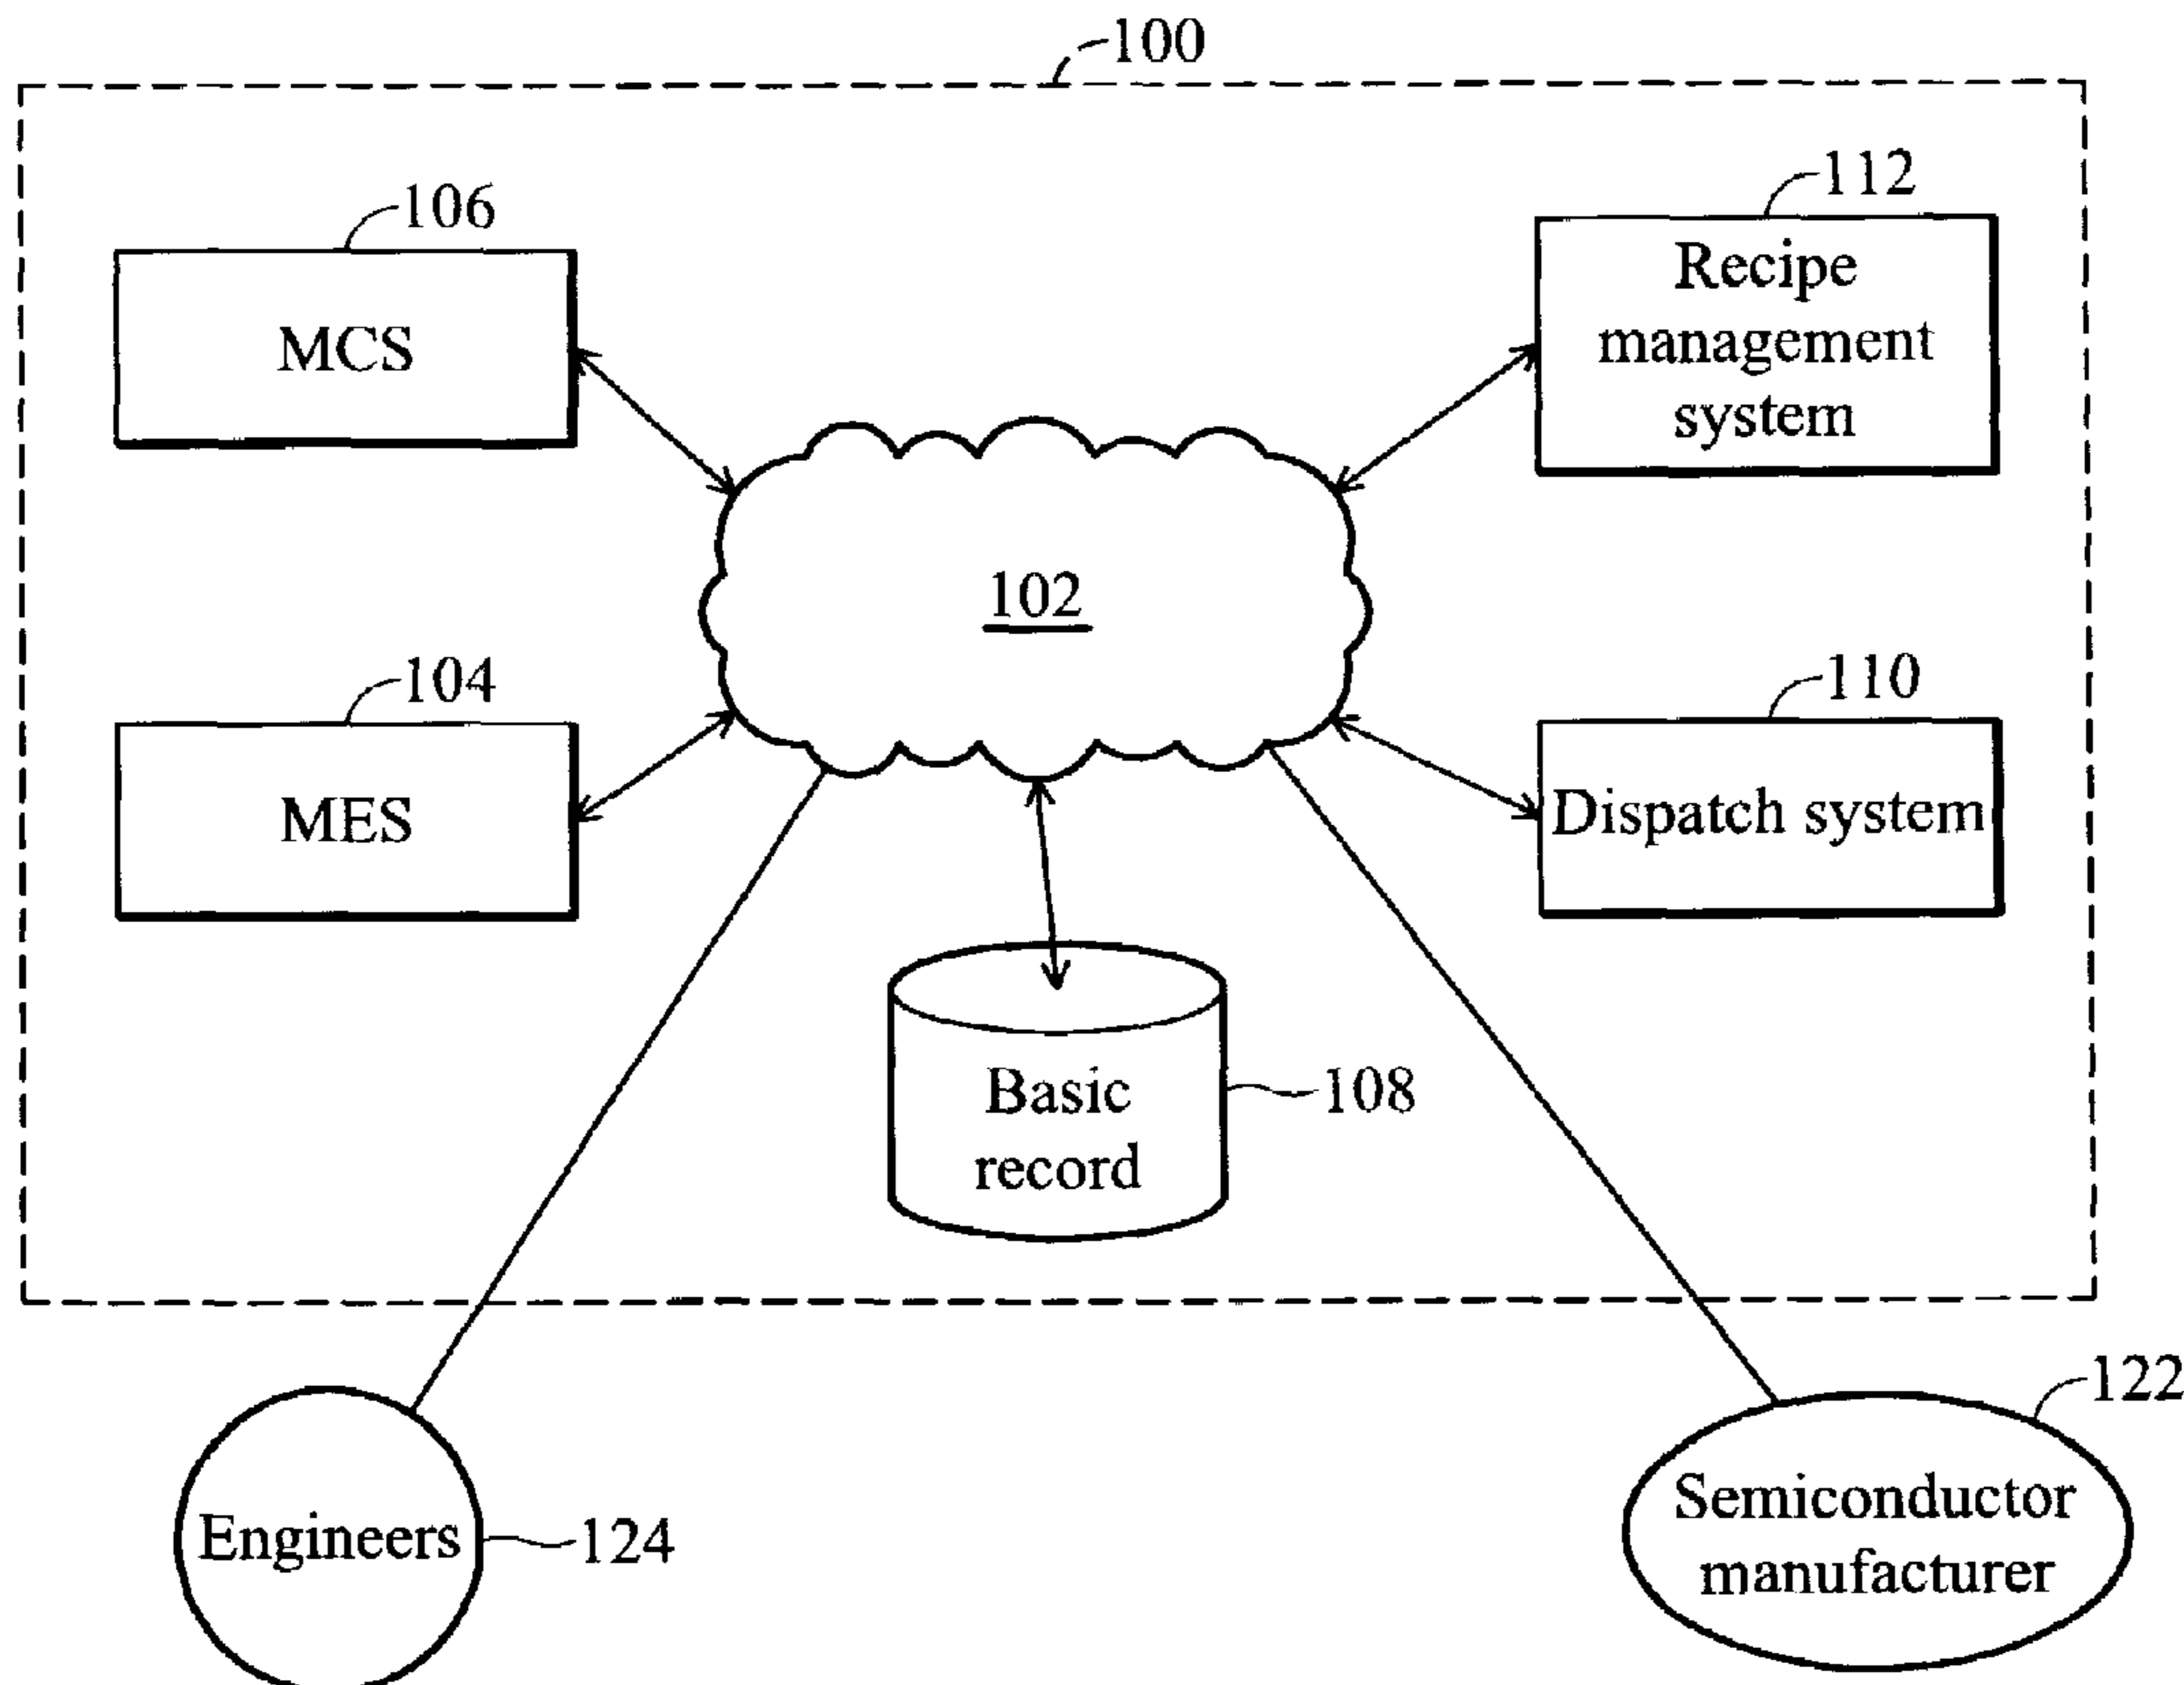 100
106
MCS
112
Recipe
management
system
102
104
MES
110
Dispatch system
Basic
record
108
Engineers
124
122
Semiconductor
manufacturer